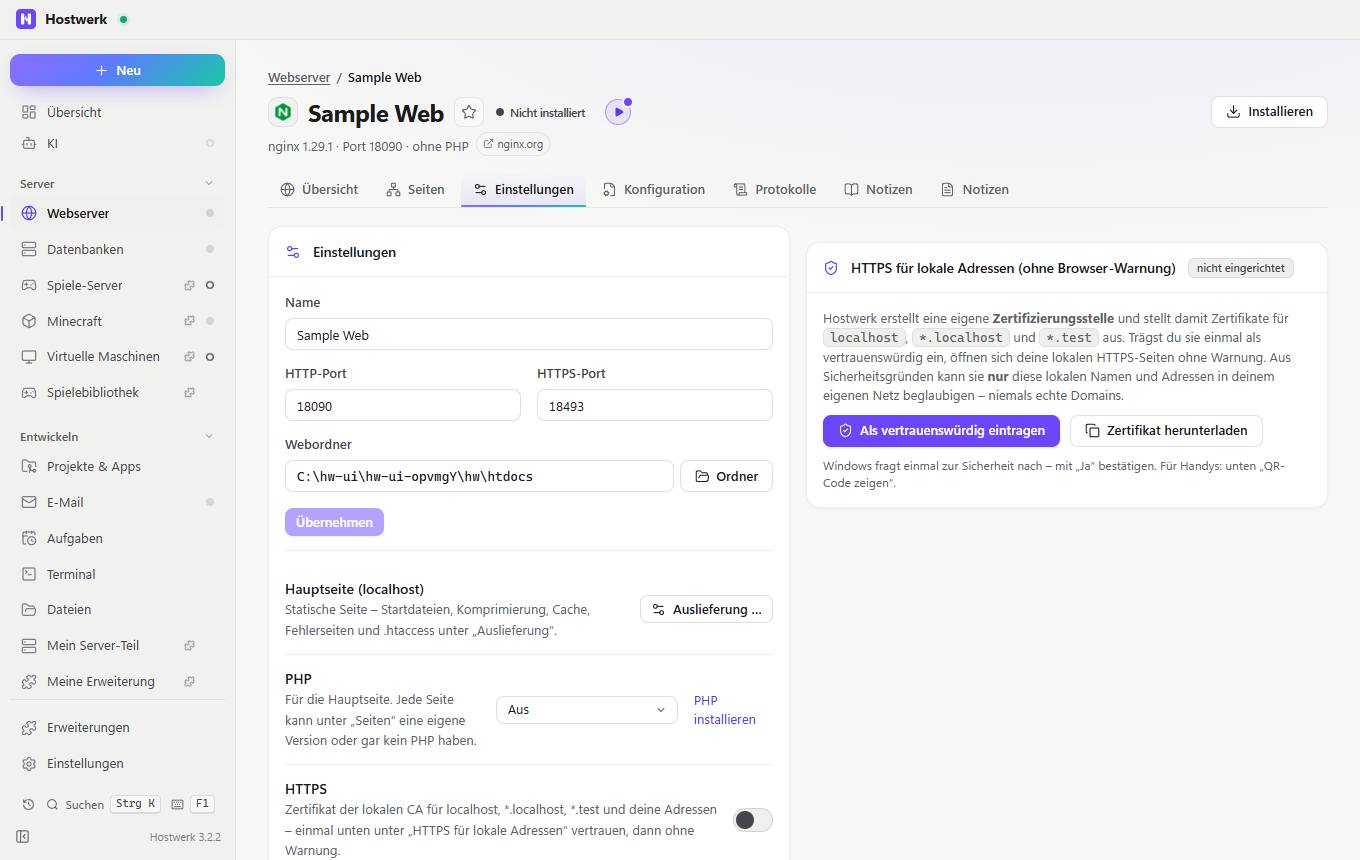 Hostwerk
Neu
Übersicht
KI
Server
Webserver
Datenbanken
Spiele-Server
Minecraft
Virtuelle Maschinen
Spielebibliothek
Entwickeln
Projekte & Apps
E-Mail
Aufgaben
Terminal
Dateien
Mein Server-Teil
Meine Erweiterung
Erweiterungen
Einstellungen
Suchen Strg K F1
Hostwerk 3.2.2
Webserver / Sample Web
Sample Web Nicht installiert
Installieren
nginx 1.29.1 · Port 18090 · ohne PHP nginx.org
Übersicht Seiten Einstellungen Konfiguration Protokolle Notizen Notizen
Einstellungen
Name
Sample Web
HTTP-Port HTTPS-Port
18090 18493
Webordner
C:\hw-ui\hw-ui-opvmgY\hw\htdocs Ordner
Übernehmen
Hauptseite (localhost)
Statische Seite – Startdateien, Komprimierung, Cache,
Fehlerseiten und .htaccess unter „Auslieferung“.
Auslieferung ...
PHP
Für die Hauptseite. Jede Seite
kann unter „Seiten“ eine eigene
Version oder gar kein PHP haben.
Aus
PHP
installieren
HTTPS
Zertifikat der lokalen CA für localhost, *.localhost, *.test und deine Adressen
– einmal unten unter „HTTPS für lokale Adressen“ vertrauen, dann ohne
Warnung.
HTTPS für lokale Adressen (ohne Browser-Warnung) nicht eingerichtet
Hostwerk erstellt eine eigene Zertifizierungsstelle und stellt damit Zertifikate für
localhost, *.localhost und *.test aus. Trägst du sie einmal als
vertrauenswürdig ein, öffnen sich deine lokalen HTTPS-Seiten ohne Warnung. Aus
Sicherheitsgründen kann sie nur diese lokalen Namen und Adressen in deinem
eigenen Netz beglaubigen – niemals echte Domains.
Als vertrauenswürdig eintragen Zertifikat herunterladen
Windows fragt einmal zur Sicherheit nach – mit „Ja“ bestätigen. Für Handys: unten „QR-
Code zeigen“.